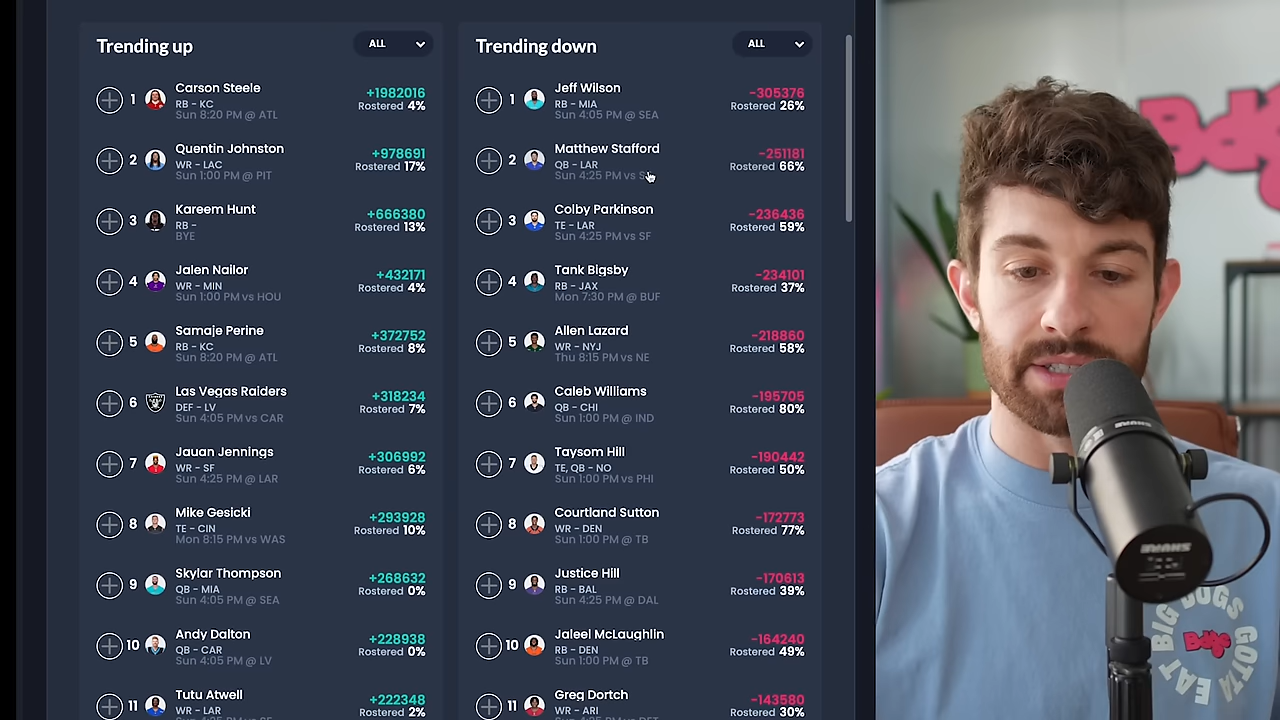 Trending up
ALL
1
Carson Steele
RB - KC
Sun 8:20 PM @ ATL
+1982016
Rostered 4%
2
Quentin Johnston
WR - LAC
Sun 1:00 PM @ PIT
+978691
Rostered 17%
3
Kareem Hunt
RB -
BYE
+666380
Rostered 13%
4
Jalen Nailor
WR - MIN
Sun 1:00 PM vs HOU
+432171
Rostered 4%
5
Samaje Perine
RB - KC
Sun 8:20 PM @ ATL
+372752
Rostered 8%
6
Las Vegas Raiders
DEF - LV
Sun 4:05 PM vs CAR
+318234
Rostered 7%
7
Jauan Jennings
WR - SF
Sun 4:25 PM @ LAR
+306992
Rostered 6%
8
Mike Gesicki
TE - CIN
Mon 8:15 PM vs WAS
+293928
Rostered 10%
9
Skylar Thompson
QB - MIA
Sun 4:05 PM @ SEA
+268632
Rostered 0%
10
Andy Dalton
QB - CAR
Sun 4:05 PM @ LV
+228938
Rostered 0%
11
Tutu Atwell
WR - LAR
+222348
Rostered 2%
Trending down
ALL
1
Jeff Wilson
RB - MIA
Sun 4:05 PM @ SEA
-305376
Rostered 26%
2
Matthew Stafford
QB - LAR
Sun 4:25 PM vs
-251181
Rostered 66%
3
Colby Parkinson
TE - LAR
Sun 4:25 PM vs SF
-236436
Rostered 59%
4
Tank Bigsby
RB - JAX
Mon 7:30 PM @ BUF
-234101
Rostered 37%
5
Allen Lazard
WR - NYJ
Thu 8:15 PM vs NE
-218860
Rostered 58%
6
Caleb Williams
QB - CHI
Sun 1:00 PM @ IND
-195705
Rostered 80%
7
Taysom Hill
TE, QB - NO
Sun 1:00 PM vs PHI
-190442
Rostered 50%
8
Courtland Sutton
WR - DEN
Sun 1:00 PM @ TB
-172773
Rostered 77%
9
Justice Hill
RB - BAL
Sun 4:25 PM @ DAL
-170613
Rostered 39%
10
Jaleel McLaughlin
RB - DEN
Sun 1:00 PM @ TB
-164240
Rostered 49%
11
Greg Dortch
WR - ARI
-143580
Rostered 30%
BDGS
SHURE
SHURE
BIG DOGS GOTTA EAT
BDGS